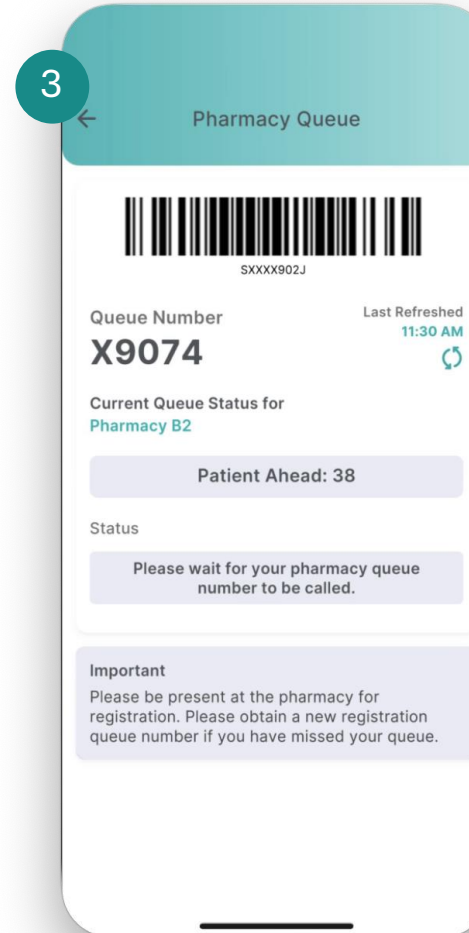 3
Pharmacy Queue
SXXXX902J
Queue Number
X9074
Last Refreshed
11:30 AM
Current Queue Status for
Pharmacy B2
Patient Ahead: 38
Status
Please wait for your pharmacy queue
number to be called.
Important
Please be present at the pharmacy for
registration. Please obtain a new registration
queue number if you have missed your queue.